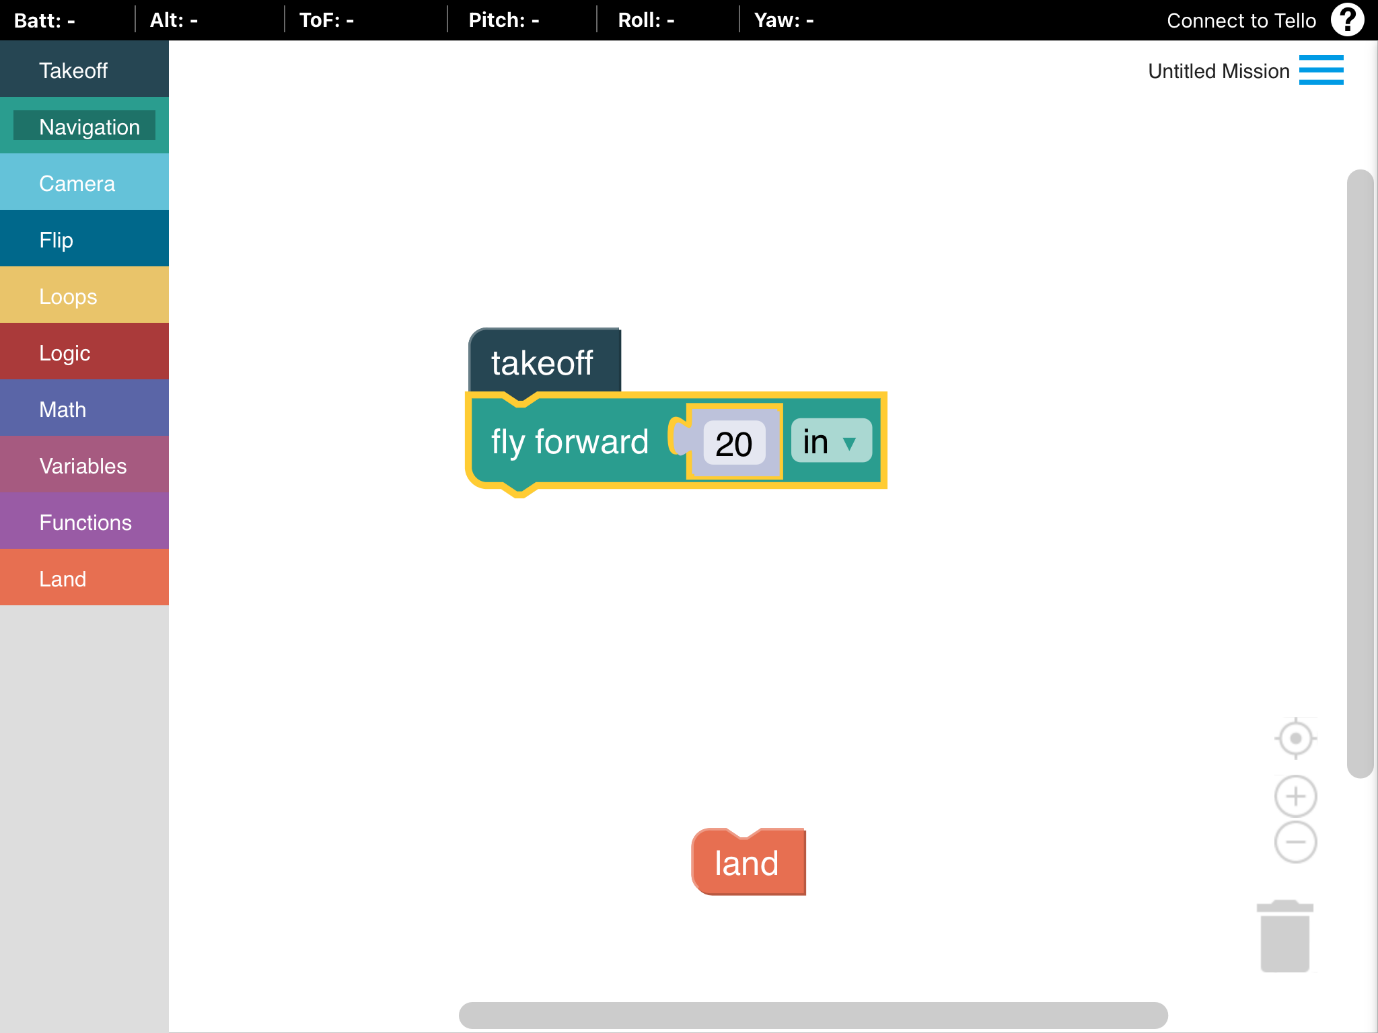 Batt: - Alt: - ToF: - Pitch: - Roll: - Yaw: - Connect to Tello ?
Untitled Mission
Takeoff
Navigation
Camera
Flip
Loops
Logic
Math
Variables
Functions
Land
takeoff
fly forward 20 in ▼
land